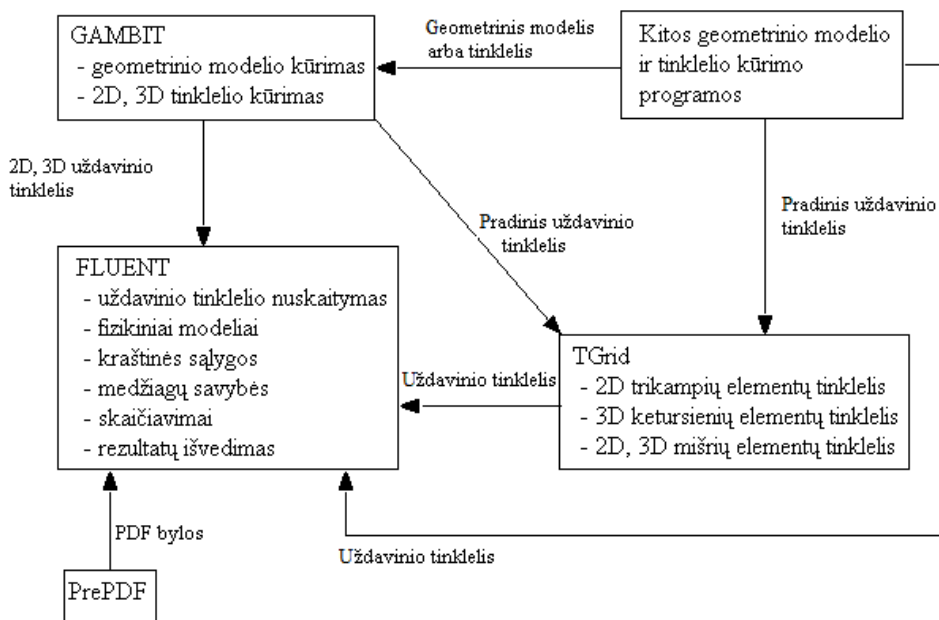 GAMBIT
- geometrinio modelio kūrimas
- 2D, 3D tinklelio kūrimas
Geometrinis modelis
arba tinklelis
Kitos geometrinio modelio
ir tinklelio kūrimo
programos
2D, 3D uždavinio
tinklelis
Pradinis uždavinio
tinklelis
Pradinis uždavinio
tinklelis
FLUENT
- uždavinio tinklelio nuskaitymas
- fizikiniai modeliai
- kraštinės sąlygos
- medžiagų savybės
- skaičiavimai
- rezultatų išvedimas
Uždavinio tinklelis
TGrid
- 2D trikampių elementų tinklelis
- 3D ketursienių elementų tinklelis
- 2D, 3D mišrių elementų tinklelis
PDF bylos
Uždavinio tinklelis
PrePDF